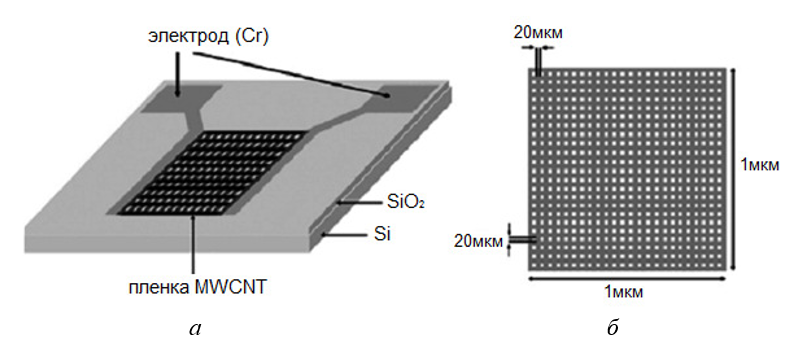 электрод (Cr)
SiO₂
Si
пленка MWCNT
а
20мкм
1мкм
20мкм
1мкм
б